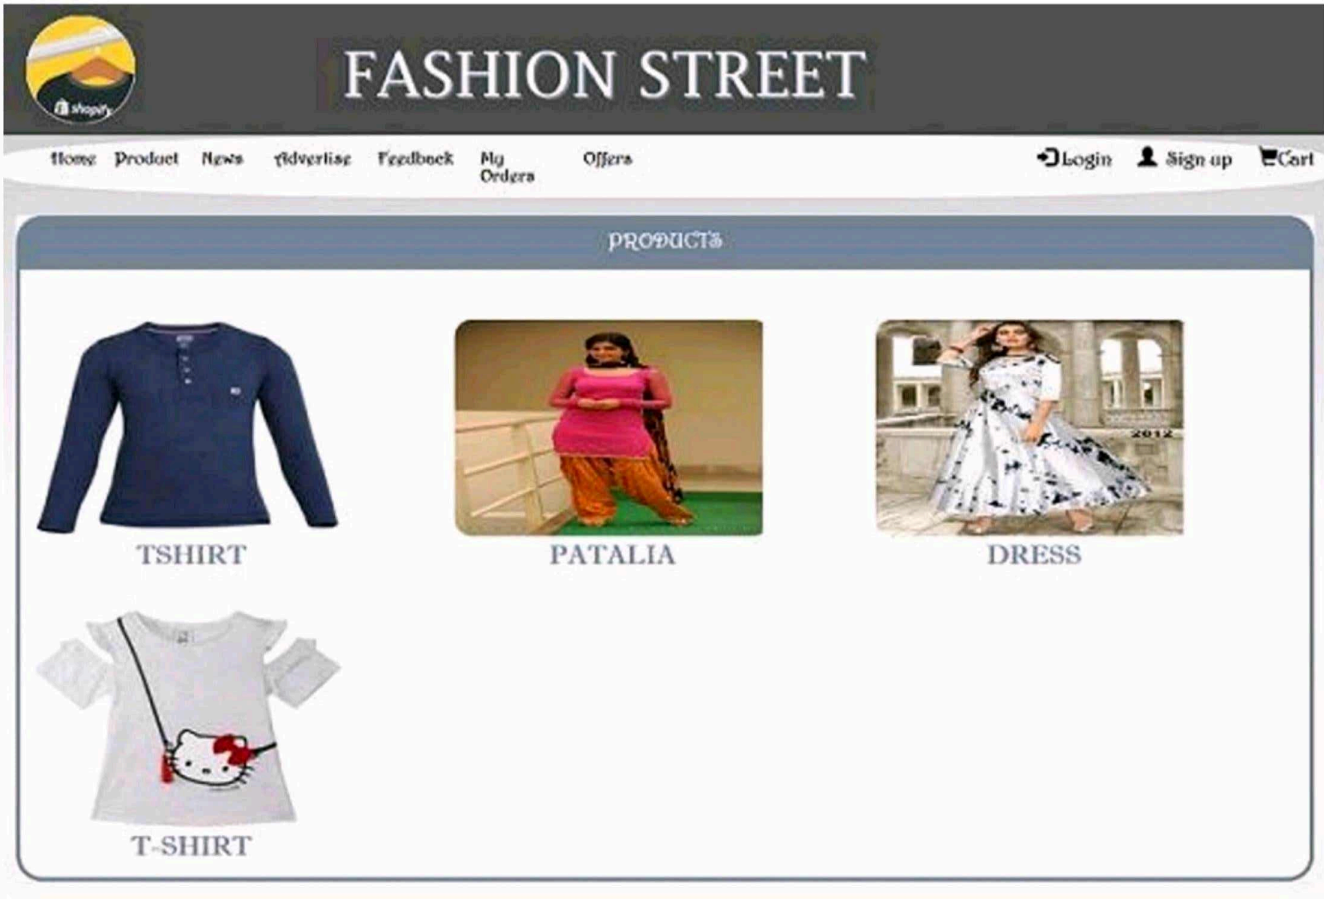 FASHION STREET
shopify
Home Product News Advertise Feedback My Orders Offers Login Sign up Cart
PRODUCTS
2012
TSHIRT PATALIA DRESS
T-SHIRT